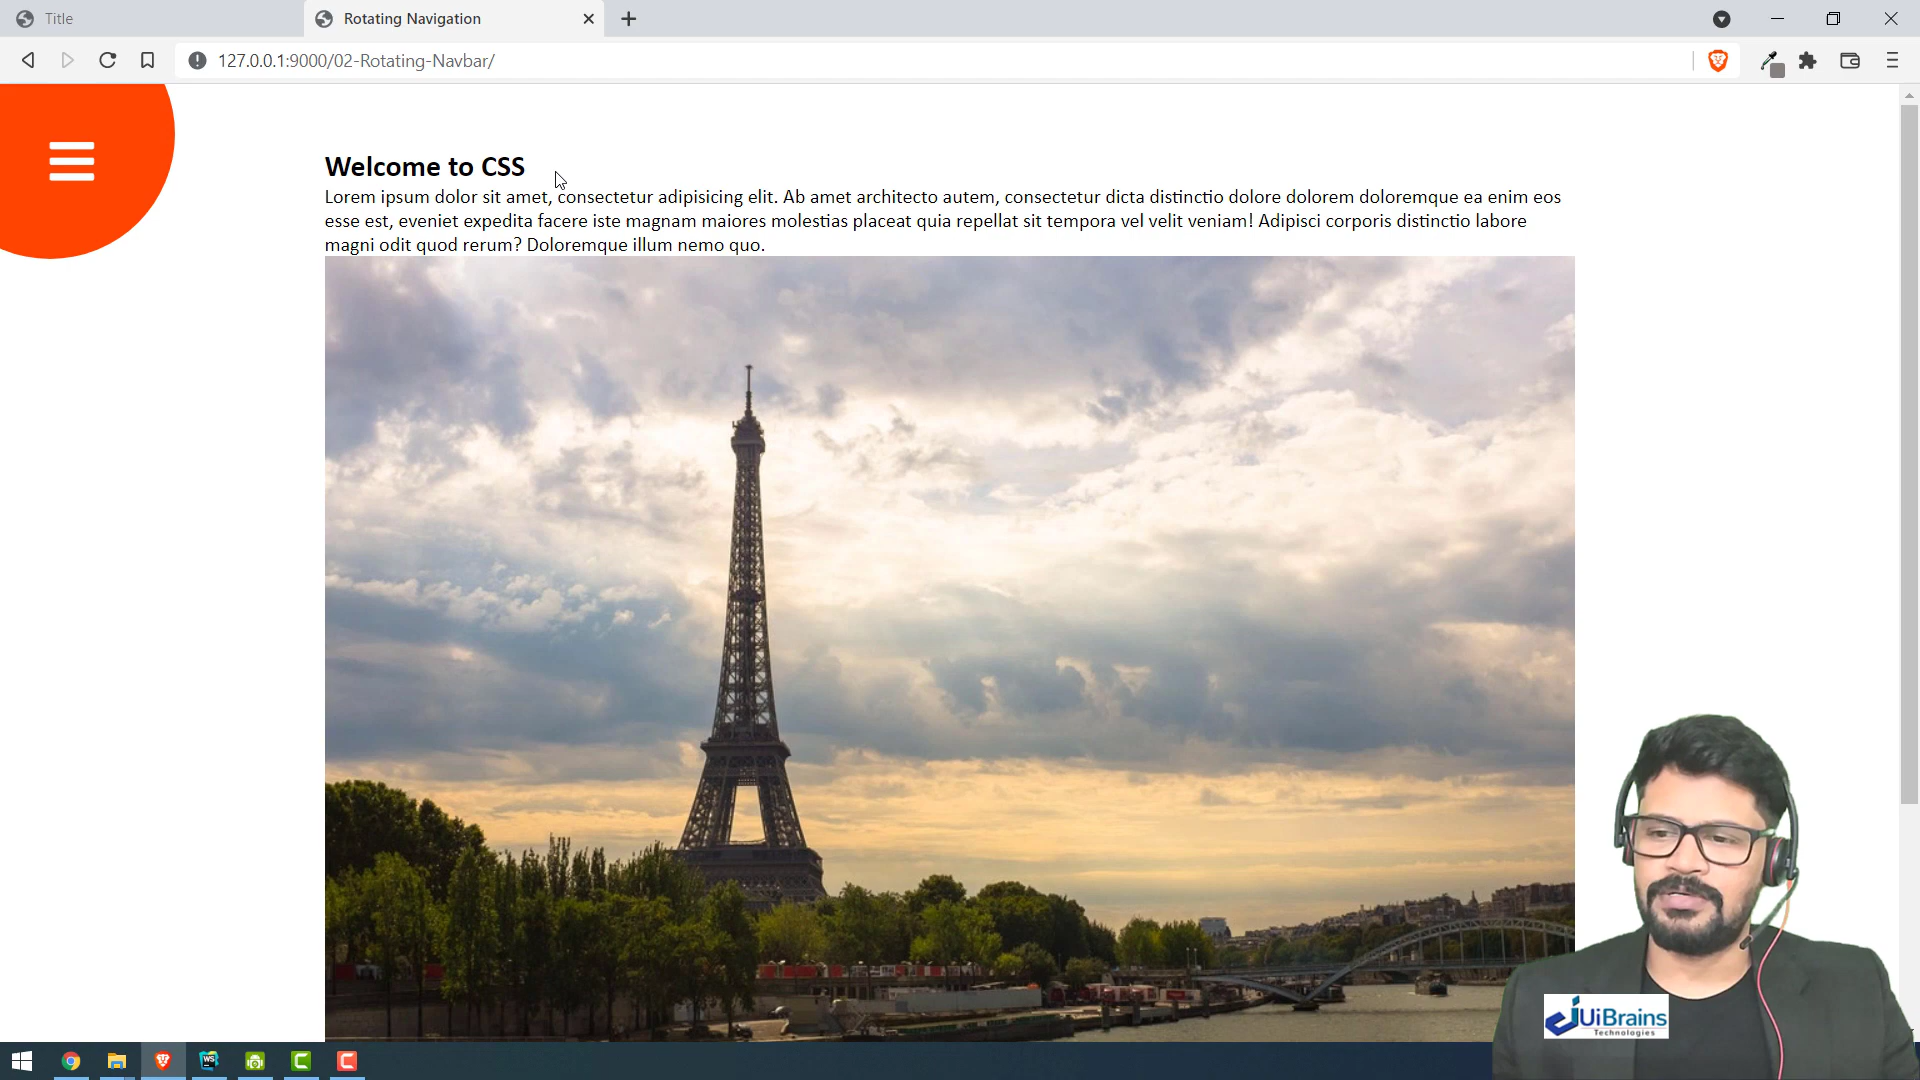 Title
Rotating Navigation
127.0.0.1:9000/02-Rotating-Navbar/
Welcome to CSS
Lorem ipsum dolor sit amet, consectetur adipisicing elit. Ab amet architecto autem, consectetur dicta distinctio dolore dolorem doloremque ea enim eos
esse est, eveniet expedita facere iste magnam maiores molestias placeat quia repellat sit tempora vel velit veniam! Adipisci corporis distinctio labore
magni odit quod rerum? Doloremque illum nemo quo.
UiBrains
Technologies
WS